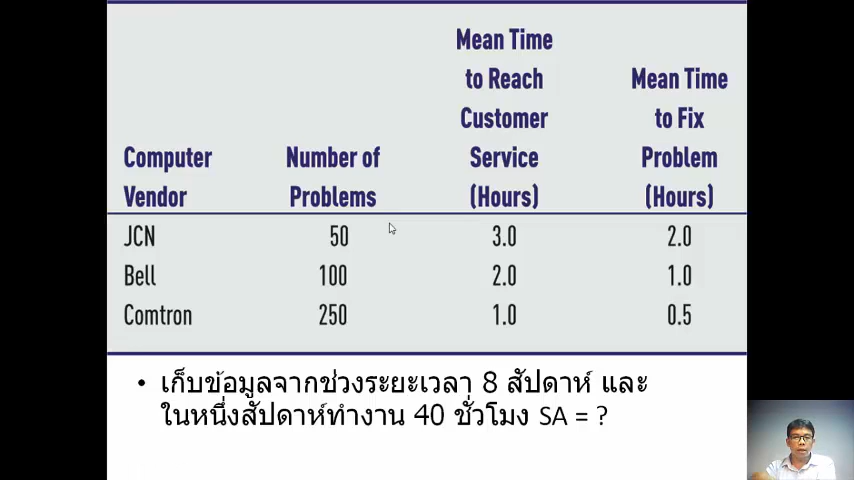 Mean Time
to Reach Mean Time
Customer to Fix
Computer Number of Service Problem
Vendor Problems (Hours) (Hours)
JCN 50 3.0 2.0
Bell 100 2.0 1.0
Comtron 250 1.0 0.5
• เก็บข้อมูลจากช่วงระยะเวลา 8 สัปดาห์ และ
ในหนึ่งสัปดาห์ทำงาน 40 ชั่วโมง SA = ?